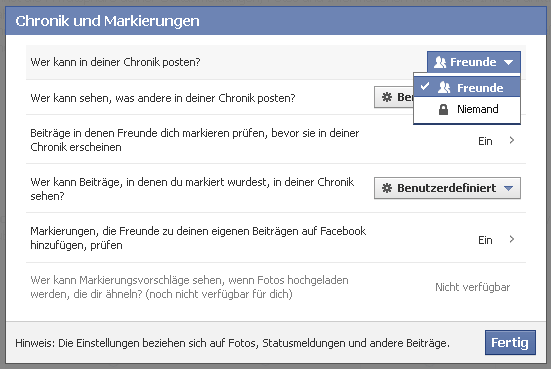 Chronik und Markierungen
Wer kann in deiner Chronik posten?
Freunde
Freunde
Niemand
Wer kann sehen, was andere in deiner Chronik posten?
Be
Beiträge in denen Freunde dich markieren prüfen, bevor sie in deiner
Chronik erscheinen
Ein
Wer kann Beiträge, in denen du markiert wurdest, in deiner Chronik
sehen?
Benutzerdefiniert
Markierungen, die Freunde zu deinen eigenen Beiträgen auf Facebook
hinzufügen, prüfen
Ein
Wer kann Markierungsvorschläge sehen, wenn Fotos hochgeladen
werden, die dir ähneln? (noch nicht verfügbar für dich)
Nicht verfügbar
Hinweis: Die Einstellungen beziehen sich auf Fotos, Statusmeldungen und andere Beiträge.
Fertig